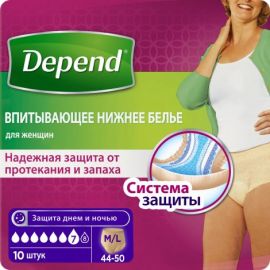 Depend®
ВПИТЫВАЮЩЕЕ НИЖНЕЕ БЕЛЬЕ
для женщин
Надежная защита от
протекания и запаха
Система
защиты
Защита днем и ночью
7 8
M/L
10 штук
44-50